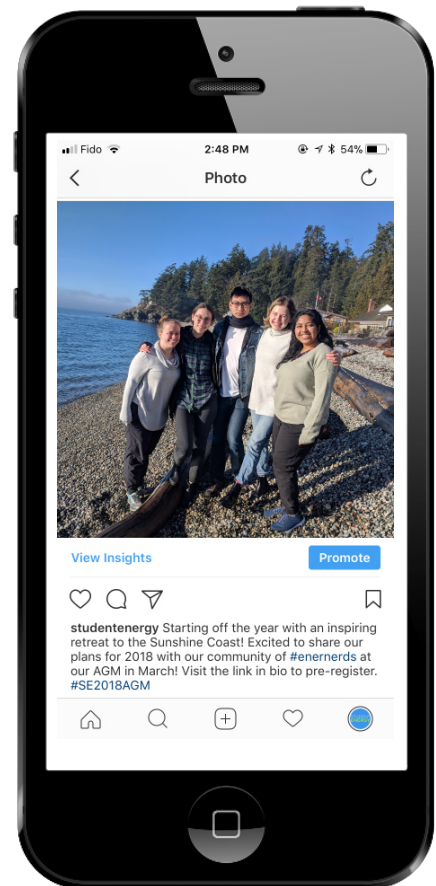 Fido 2:48 PM 54%
Photo
View Insights Promote
studentenergy Starting off the year with an inspiring
retreat to the Sunshine Coast! Excited to share our
plans for 2018 with our community of #enernerds at
our AGM in March! Visit the link in bio to pre-register.
#SE2018AGM